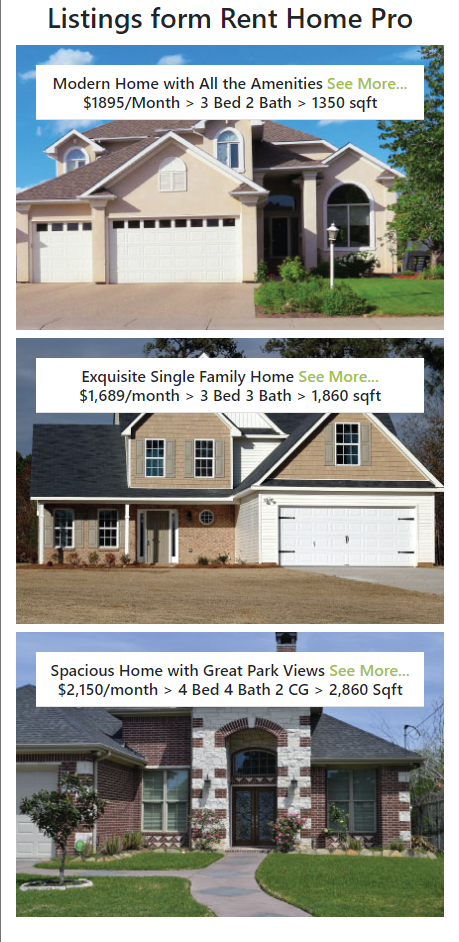 Listings form Rent Home Pro
Modern Home with All the Amenities See More...
$1895/Month > 3 Bed 2 Bath > 1350 sqft
Exquisite Single Family Home See More...
$1,689/month > 3 Bed 3 Bath > 1,860 sqft
Spacious Home with Great Park Views See More...
$2,150/month > 4 Bed 4 Bath 2 CG > 2,860 Sqft